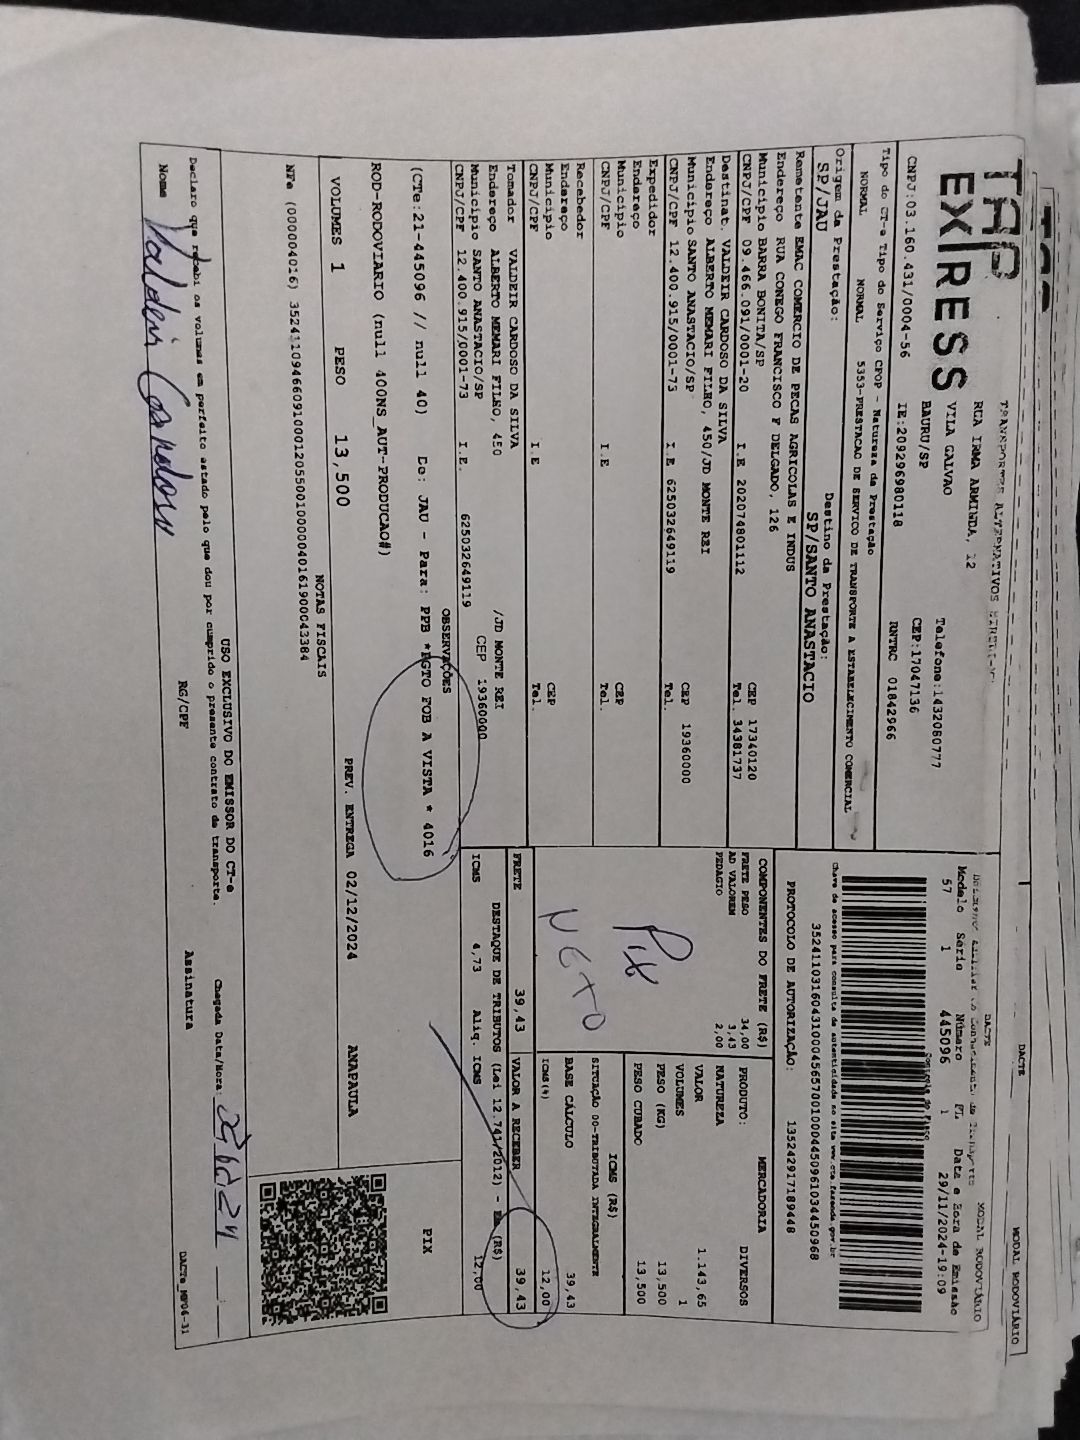 DACTE MODAL RODOVIÁRIO
TAP
EXPRESS
RUA IRMA ARMINDA, 12
VILA GALVAO
BAURU/SP
Telefone:1432080777
CEP:17047136
CNPJ:03.160.431/0004-56 IE:209296980118 RNTRC 01842966
DACTE MODAL RODOVIÁRIO
Modelo Série Número FL Data e Hora de Emissão
57 1 445096 1 29/11/2024-19:09
Controle do Fisco
Tipo do CT-e Tipo do Serviço CFOP - Natureza da Prestação
NORMAL NORMAL 5353-PRESTACAO DE SERVICO DE TRANSPORTE A ESTABELECIMENTO COMERCIAL
Chave de acesso para consulta de autenticidade no site www.cte.fazenda.gov.br
35241103160431000456570010004450961034450968
Origem da Prestação: Destino da Prestação:
SP/JAU SP/SANTO ANASTACIO
PROTOCOLO DE AUTORIZAÇÃO: 135242917189448
Remetente EMAC COMERCIO DE PECAS AGRICOLAS E INDUS
Endereço RUA CONEGO FRANCISCO F DELGADO, 126
Município BARRA BONITA/SP CEP 17340120
CNPJ/CPF 09.466.091/0001-20 I.E 202074801112 Tel. 34381737
Destinat. VALDEIR CARDOSO DA SILVA
Endereço ALBERTO MEMARI FILHO, 450/JD MONTE REI
Município SANTO ANASTACIO/SP CEP 19360000
CNPJ/CPF 12.400.915/0001-73 I.E 625032649119 Tel.
Expedidor
Endereço
Município CEP
CNPJ/CPF I.E Tel.
Recebedor
Endereço
Município CEP
CNPJ/CPF I.E Tel.
Tomador VALDEIR CARDOSO DA SILVA
Endereço ALBERTO MEMARI FILHO, 450 /JD MONTE REI
Município SANTO ANASTACIO/SP CEP 19360000
CNPJ/CPF 12.400.915/0001-73 I.E. 625032649119
COMPONENTES DO FRETE (R$)
FRETE PESO 34,00
AD VALOREM 3,43
PEDAGIO 2,00
Pix
NETO
MERCADORIA
PRODUTO: DIVERSOS
NATUREZA
VALOR 1.143,65
VOLUMES 1
PESO (KG) 13,500
PESO CUBADO 13,500
ICMS (R$)
SITUAÇÃO 00-TRIBUTADA INTEGRALMENTE
BASE CÁLCULO 39,43
ICMS(%) 12,00
FRETE 39,43 VALOR A RECEBER 39,43
DESTAQUE DE TRIBUTOS (Lei 12.741/2012) - (R$)
ICMS 4,73 Aliq. ICMS 12,00
OBSERVAÇÕES
(CTe:21-445096 // null 40) Do: JAU - Para: PPB *PGTO FOB A VISTA * 4016
ROD-RODOVIARIO (null 400NS_AUT-PRODUCAO#)
PIX
VOLUMES 1 PESO 13,500 PREV. ENTREGA 02/12/2024 ANAPAULA
NOTAS FISCAIS
NFe (000004016) 35241109466091000120550010000040161900043384
USO EXCLUSIVO DO EMISSOR DO CT-e
Declaro que recebi os volumes em perfeito estado pelo que dou por cumprido o presente contrato de transporte. Chegada Data/Hora:
Nome Valdeir Cardoso RG/CPF Assinatura
DACTe_MP06-31